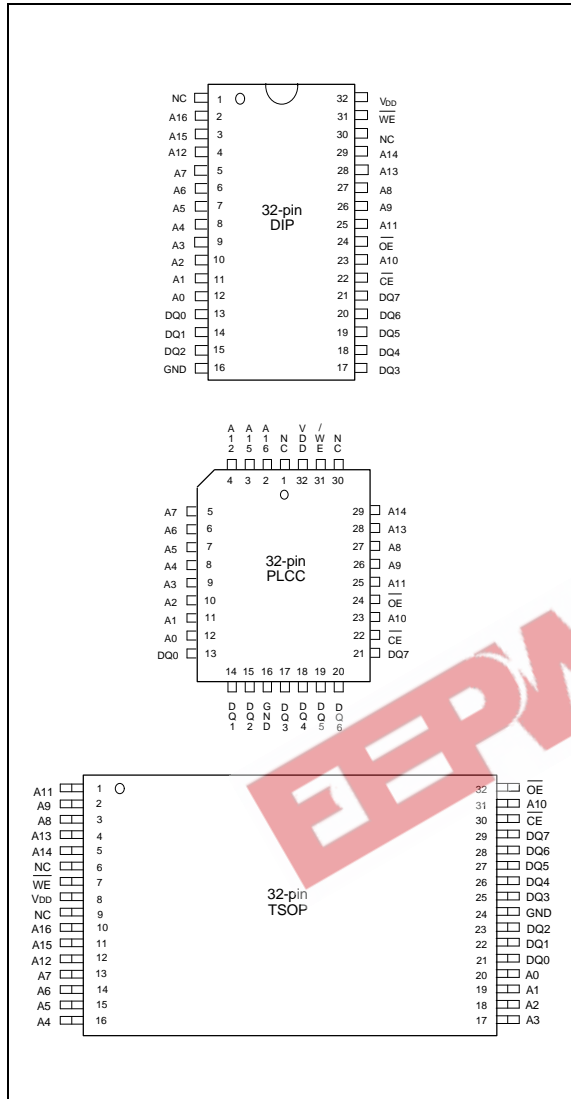 NC 1 32 VDD
A16 2 31 W̅E̅
A15 3 30 NC
A12 4 29 A14
A7 5 28 A13
A6 6 27 A8
A5 7 26 A9
32-pin
DIP
A4 8 25 A11
A3 9 24 O̅E̅
A2 10 23 A10
A1 11 22 C̅E̅
A0 12 21 DQ7
DQ0 13 20 DQ6
DQ1 14 19 DQ5
DQ2 15 18 DQ4
GND 16 17 DQ3
A12 A15 A16 NC VDD /WE NC
4 3 2 1 32 31 30
A7 5 29 A14
A6 6 28 A13
A5 7 27 A8
32-pin
PLCC
A4 8 26 A9
A3 9 25 A11
A2 10 24 O̅E̅
A1 11 23 A10
A0 12 22 C̅E̅
DQ0 13 21 DQ7
14 15 16 17 18 19 20
DQ1 DQ2 GND DQ3 DQ4 DQ5 DQ6
A11 1 32 O̅E̅
A9 2 31 A10
A8 3 30 C̅E̅
A13 4 29 DQ7
A14 5 28 DQ6
NC 6 27 DQ5
W̅E̅ 7 26 DQ4
32-pin
TSOP
VDD 8 25 DQ3
NC 9 24 GND
A16 10 23 DQ2
A15 11 22 DQ1
A12 12 21 DQ0
A7 13 20 A0
A6 14 19 A1
A5 15 18 A2
A4 16 17 A3
EEPW